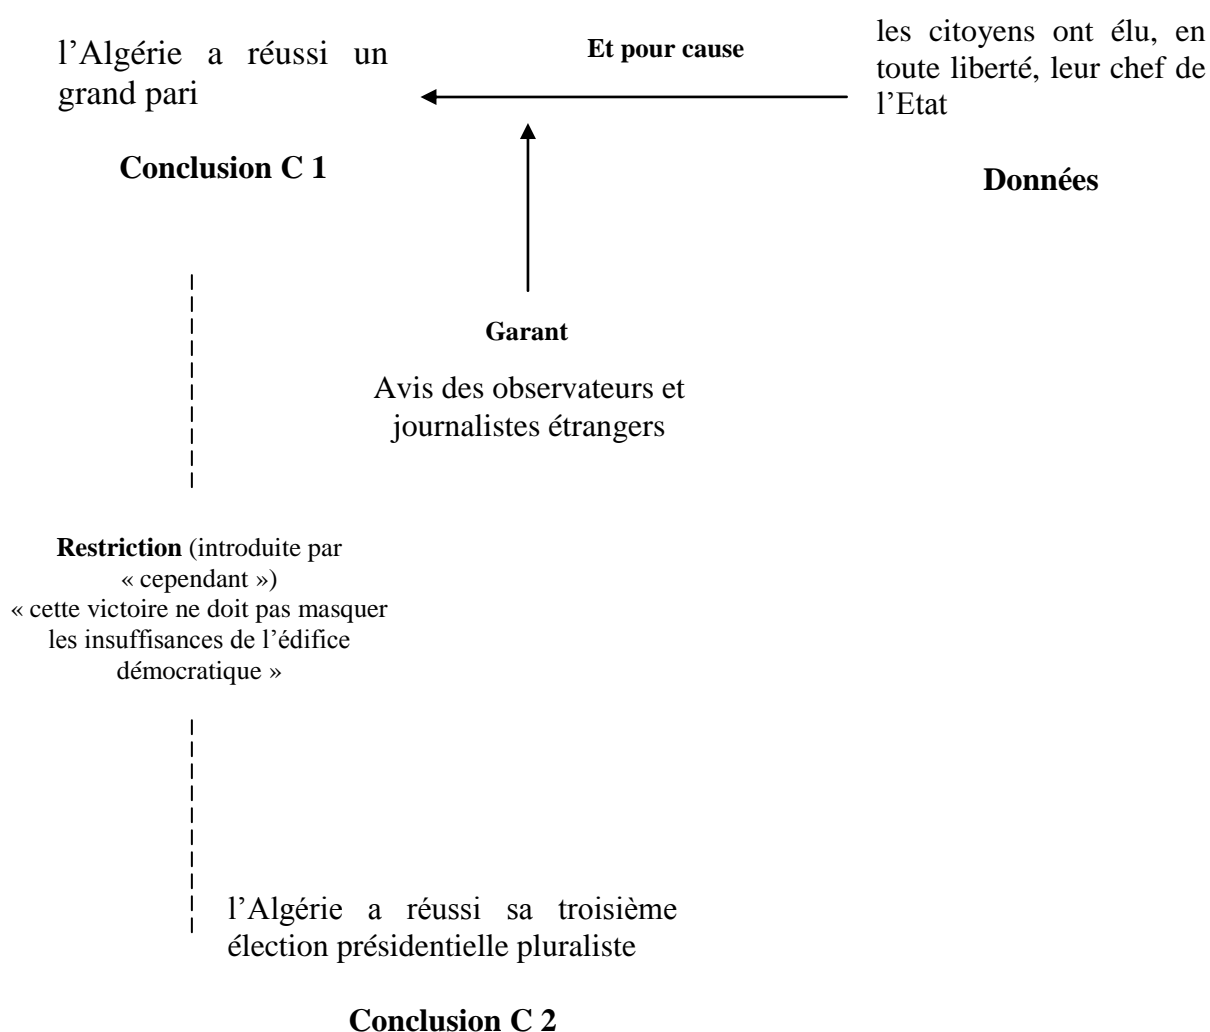 l’Algérie a réussi un
grand pari
Conclusion C 1
Et pour cause
les citoyens ont élu, en
toute liberté, leur chef de
l’Etat
Données
Garant
Avis des observateurs et
journalistes étrangers
Restriction (introduite par
« cependant »)
« cette victoire ne doit pas masquer
les insuffisances de l’édifice
démocratique »
l’Algérie a réussi sa troisième
élection présidentielle pluraliste
Conclusion C 2